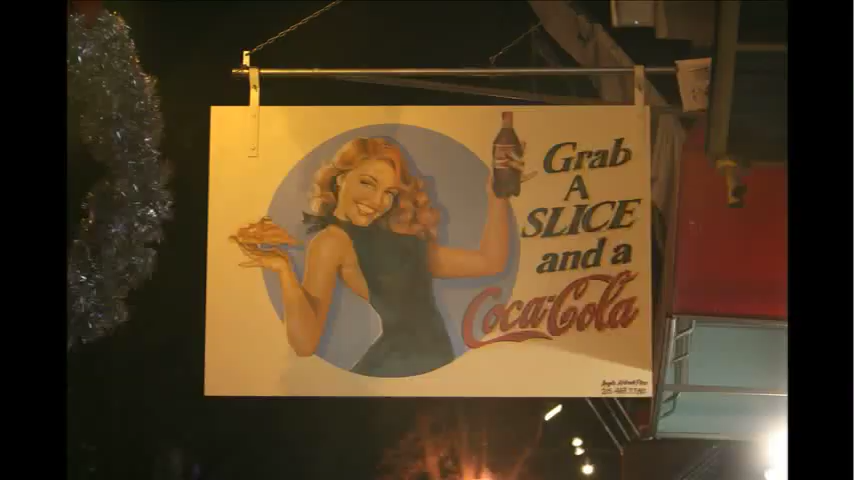 Grab
A
SLICE
and a
Coca-Cola